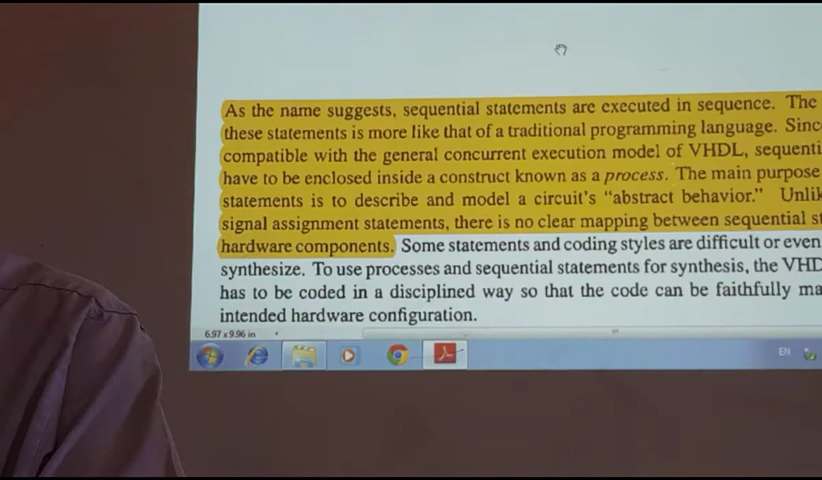 As the name suggests, sequential statements are executed in sequence. The
these statements is more like that of a traditional programming language. Sinc
compatible with the general concurrent execution model of VHDL, sequenti
have to be enclosed inside a construct known as a process. The main purpose
statements is to describe and model a circuit's “abstract behavior.” Unlik
signal assignment statements, there is no clear mapping between sequential st
hardware components. Some statements and coding styles are difficult or even
synthesize. To use processes and sequential statements for synthesis, the VHD
has to be coded in a disciplined way so that the code can be faithfully ma
intended hardware configuration.
6.97 x 9.96 in
EN